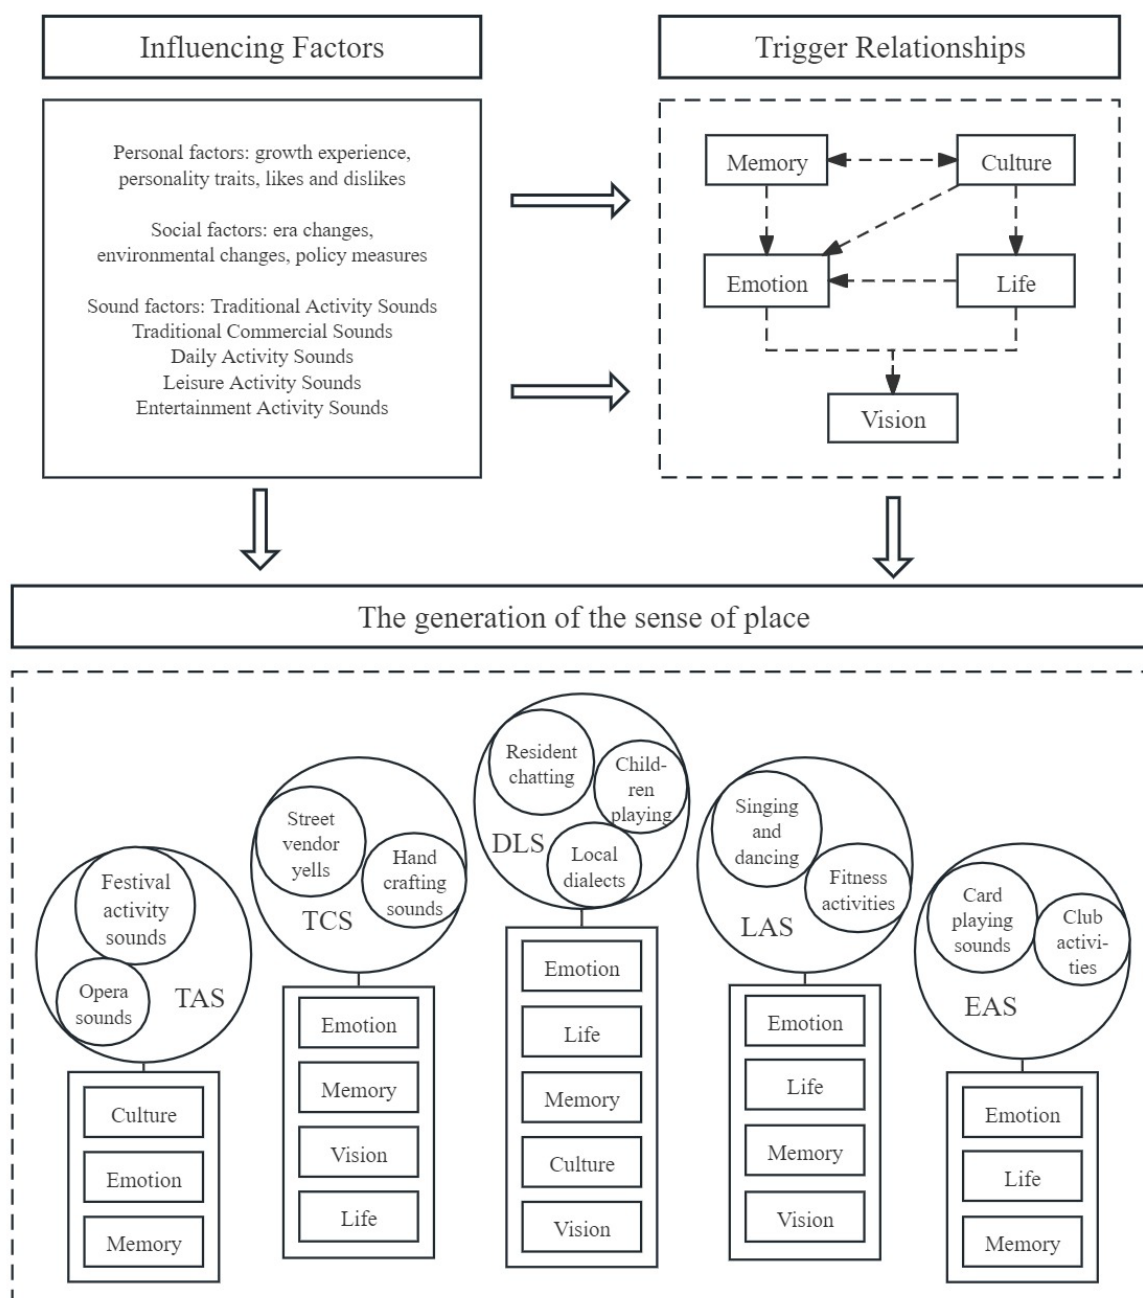 Influencing Factors
Trigger Relationships
Personal factors: growth experience,
personality traits, likes and dislikes
Social factors: era changes,
environmental changes, policy measures
Sound factors: Traditional Activity Sounds
Traditional Commercial Sounds
Daily Activity Sounds
Leisure Activity Sounds
Entertainment Activity Sounds
Memory
Culture
Emotion
Life
Vision
The generation of the sense of place
Festival
activity
sounds
Opera
sounds
TAS
Culture
Emotion
Memory
Street
vendor
yells
Hand
crafting
sounds
TCS
Emotion
Memory
Vision
Life
Resident
chatting
Child-
ren
playing
DLS
Local
dialects
Emotion
Life
Memory
Culture
Vision
Singing
and
dancing
Fitness
activities
LAS
Emotion
Life
Memory
Vision
Card
playing
sounds
Club
activi-
ties
EAS
Emotion
Life
Memory